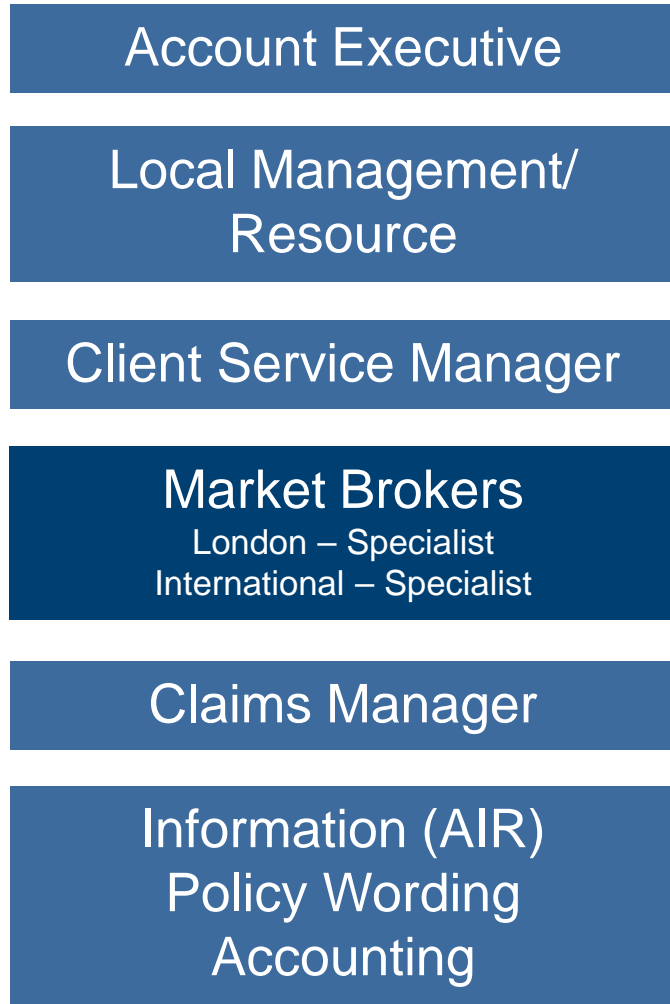 Account Executive
Local Management/
Resource
Client Service Manager
Market Brokers
London – Specialist
International – Specialist
Claims Manager
Information (AIR)
Policy Wording
Accounting